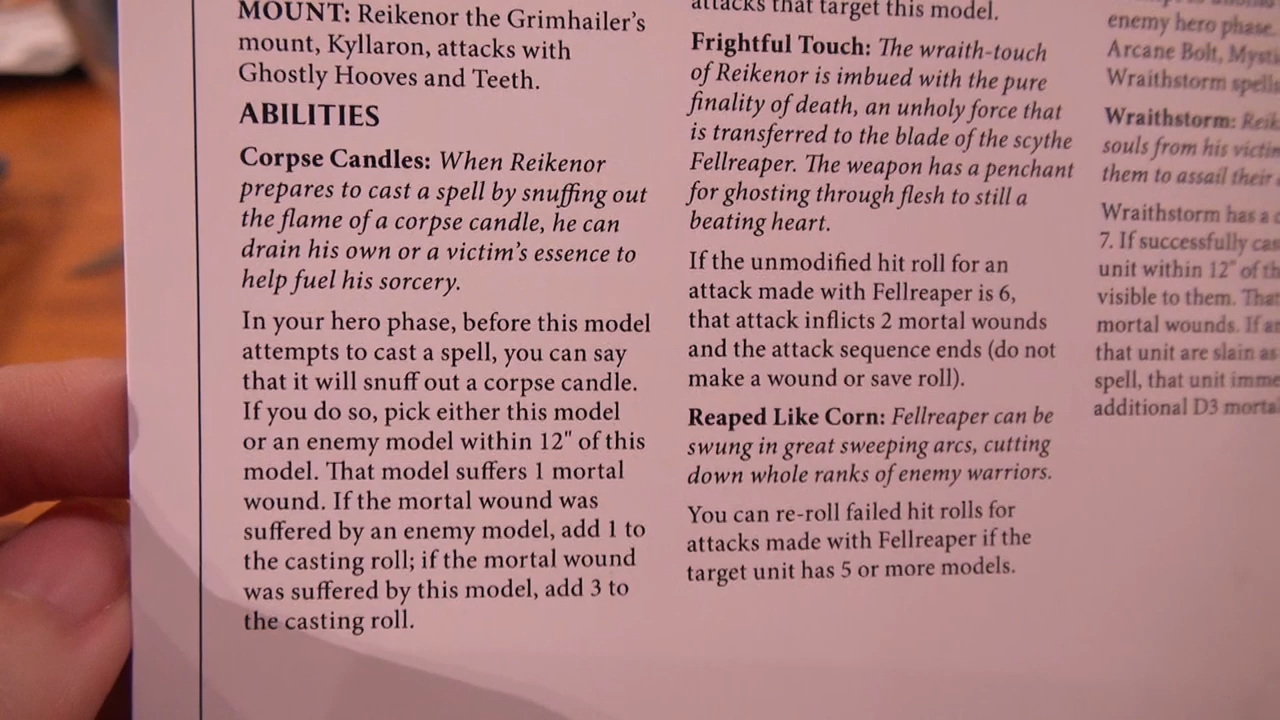 MOUNT: Reikenor the Grimhailer's
mount, Kyllaron, attacks with
Ghostly Hooves and Teeth.
ABILITIES
Corpse Candles: When Reikenor
prepares to cast a spell by snuffing out
the flame of a corpse candle, he can
drain his own or a victim's essence to
help fuel his sorcery.
In your hero phase, before this model
attempts to cast a spell, you can say
that it will snuff out a corpse candle.
If you do so, pick either this model
or an enemy model within 12" of this
model. That model suffers 1 mortal
wound. If the mortal wound was
suffered by an enemy model, add 1 to
the casting roll; if the mortal wound
was suffered by this model, add 3 to
the casting roll.
attacks that target this model.
Frightful Touch: The wraith-touch
of Reikenor is imbued with the pure
finality of death, an unholy force that
is transferred to the blade of the scythe
Fellreaper. The weapon has a penchant
for ghosting through flesh to still a
beating heart.
If the unmodified hit roll for an
attack made with Fellreaper is 6,
that attack inflicts 2 mortal wounds
and the attack sequence ends (do not
make a wound or save roll).
Reaped Like Corn: Fellreaper can be
swung in great sweeping arcs, cutting
down whole ranks of enemy warriors.
You can re-roll failed hit rolls for
attacks made with Fellreaper if the
target unit has 5 or more models.
enemy hero phase.
Arcane Bolt,
Wraithstorm spells
Wraithstorm:
souls from his
them to assail their
Wraithstorm has a
7. If successfully
unit within 12" of
visible to them.
mortal wounds. If
that unit are slain as
spell, that unit
additional D3